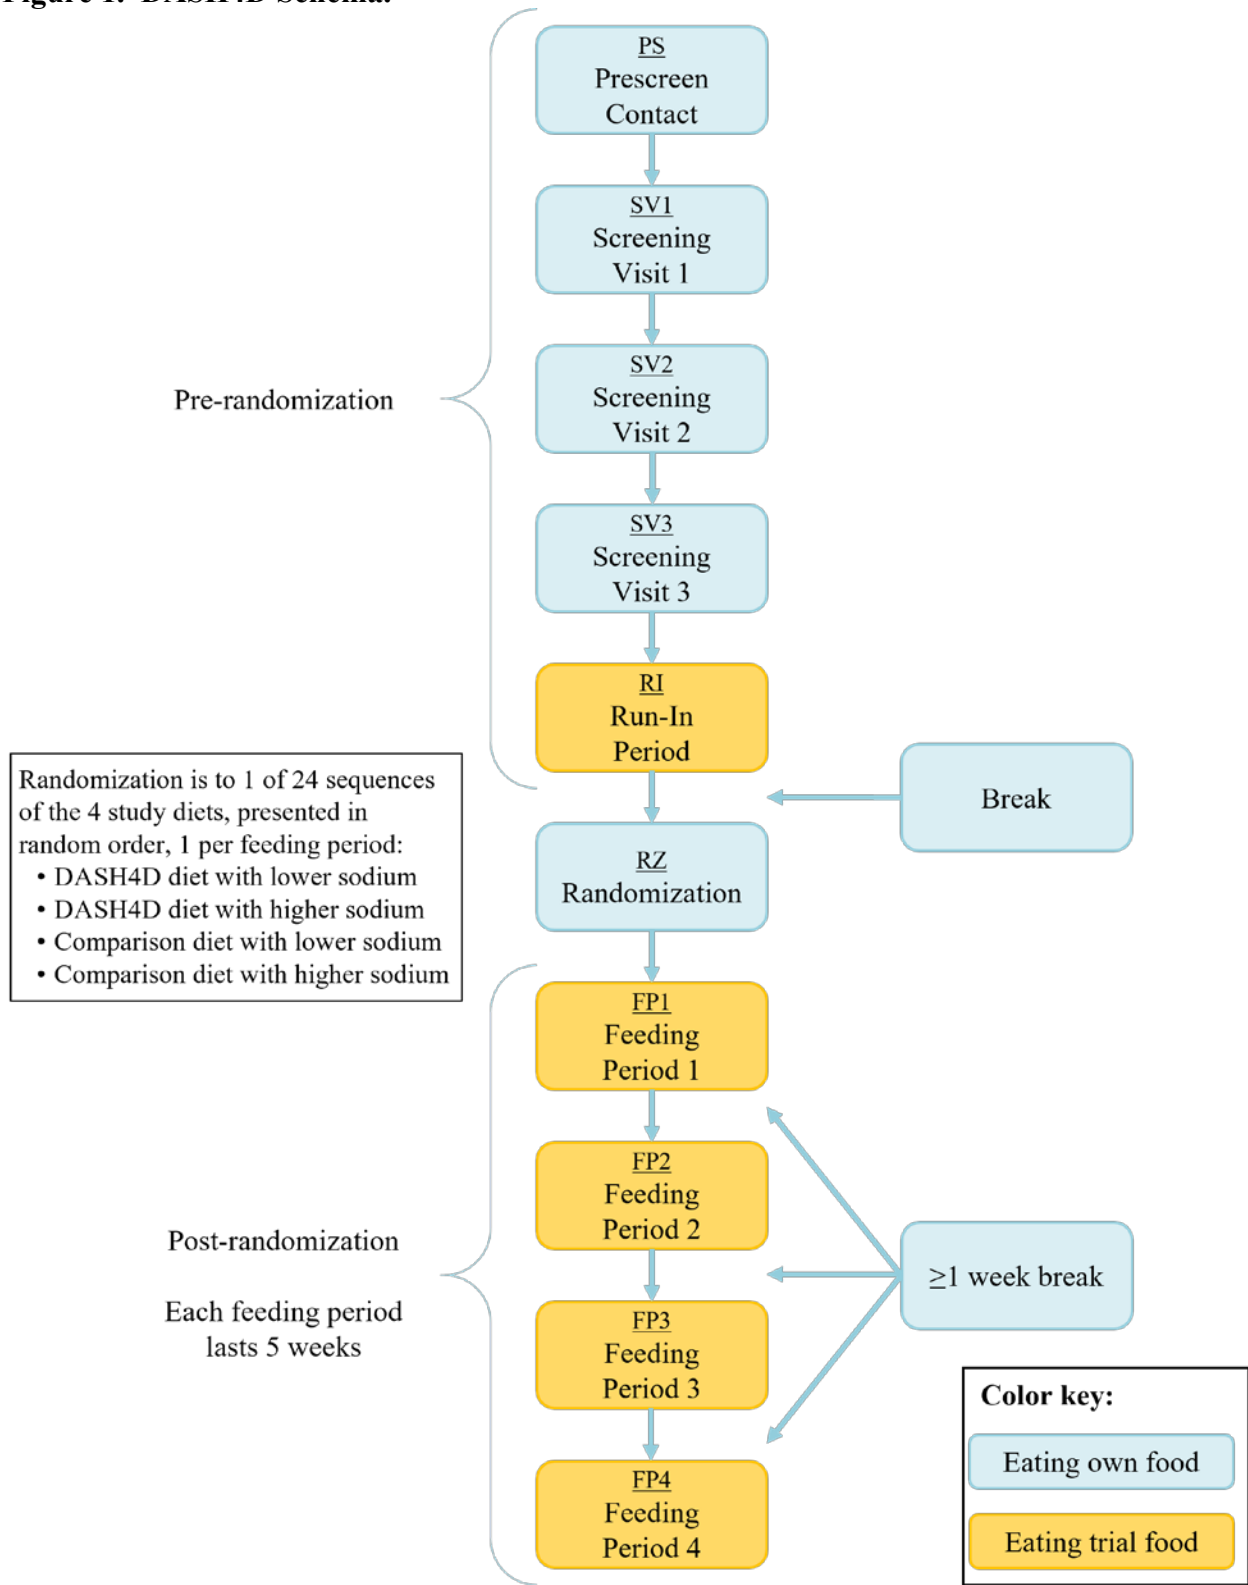 Figure 1. DASH4D Schema.
PS
Prescreen
Contact
SV1
Screening
Visit 1
SV2
Screening
Visit 2
Pre-randomization
SV3
Screening
Visit 3
RI
Run-In
Period
Break
Randomization is to 1 of 24 sequences
of the 4 study diets, presented in
random order, 1 per feeding period:
• DASH4D diet with lower sodium
• DASH4D diet with higher sodium
• Comparison diet with lower sodium
• Comparison diet with higher sodium
RZ
Randomization
FP1
Feeding
Period 1
FP2
Feeding
Period 2
Post-randomization
Each feeding period
lasts 5 weeks
≥1 week break
FP3
Feeding
Period 3
FP4
Feeding
Period 4
Color key:
Eating own food
Eating trial food